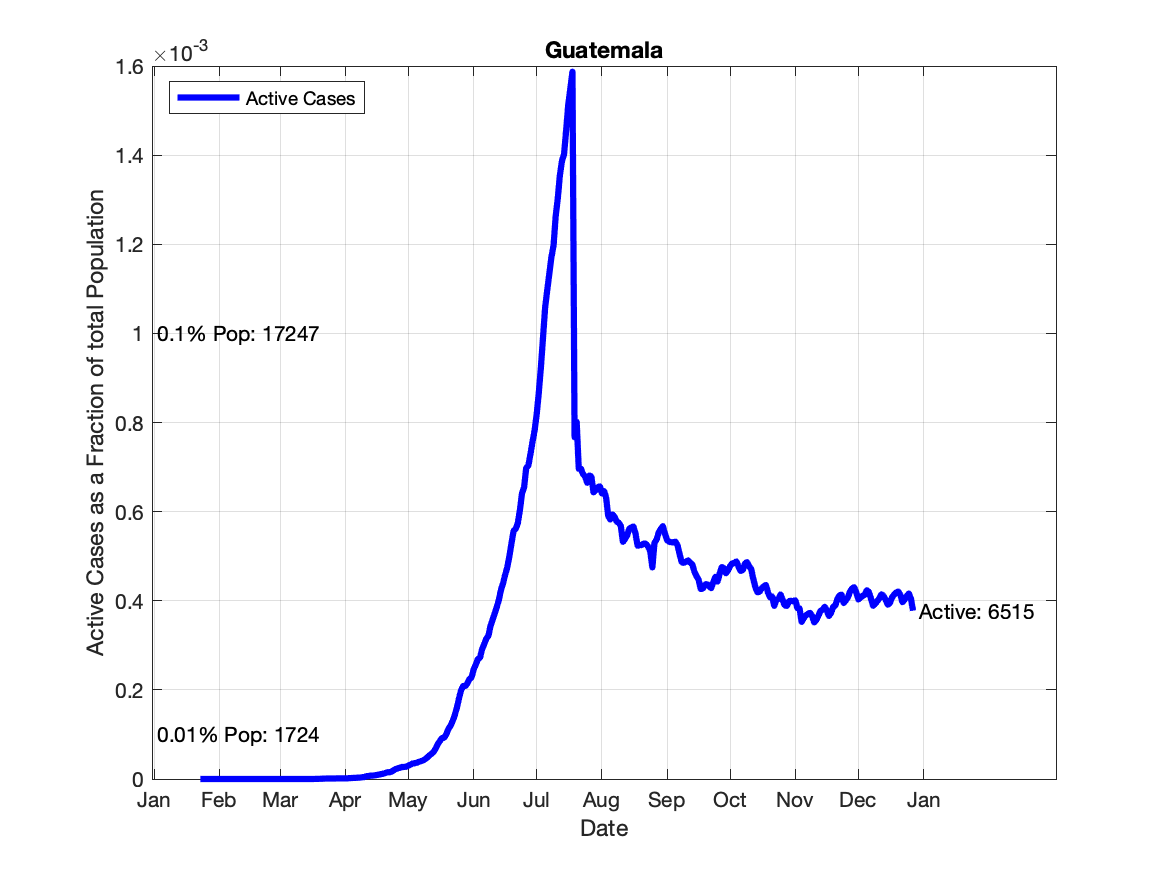 Guatemala
×10-3
1.6
1.4
1.2
1
0.8
0.6
0.4
0.2
0
Active Cases
0.1% Pop: 17247
0.01% Pop: 1724
Active: 6515
Active Cases as a Fraction of total Population
Jan Feb Mar Apr May Jun Jul Aug Sep Oct Nov Dec Jan
Date